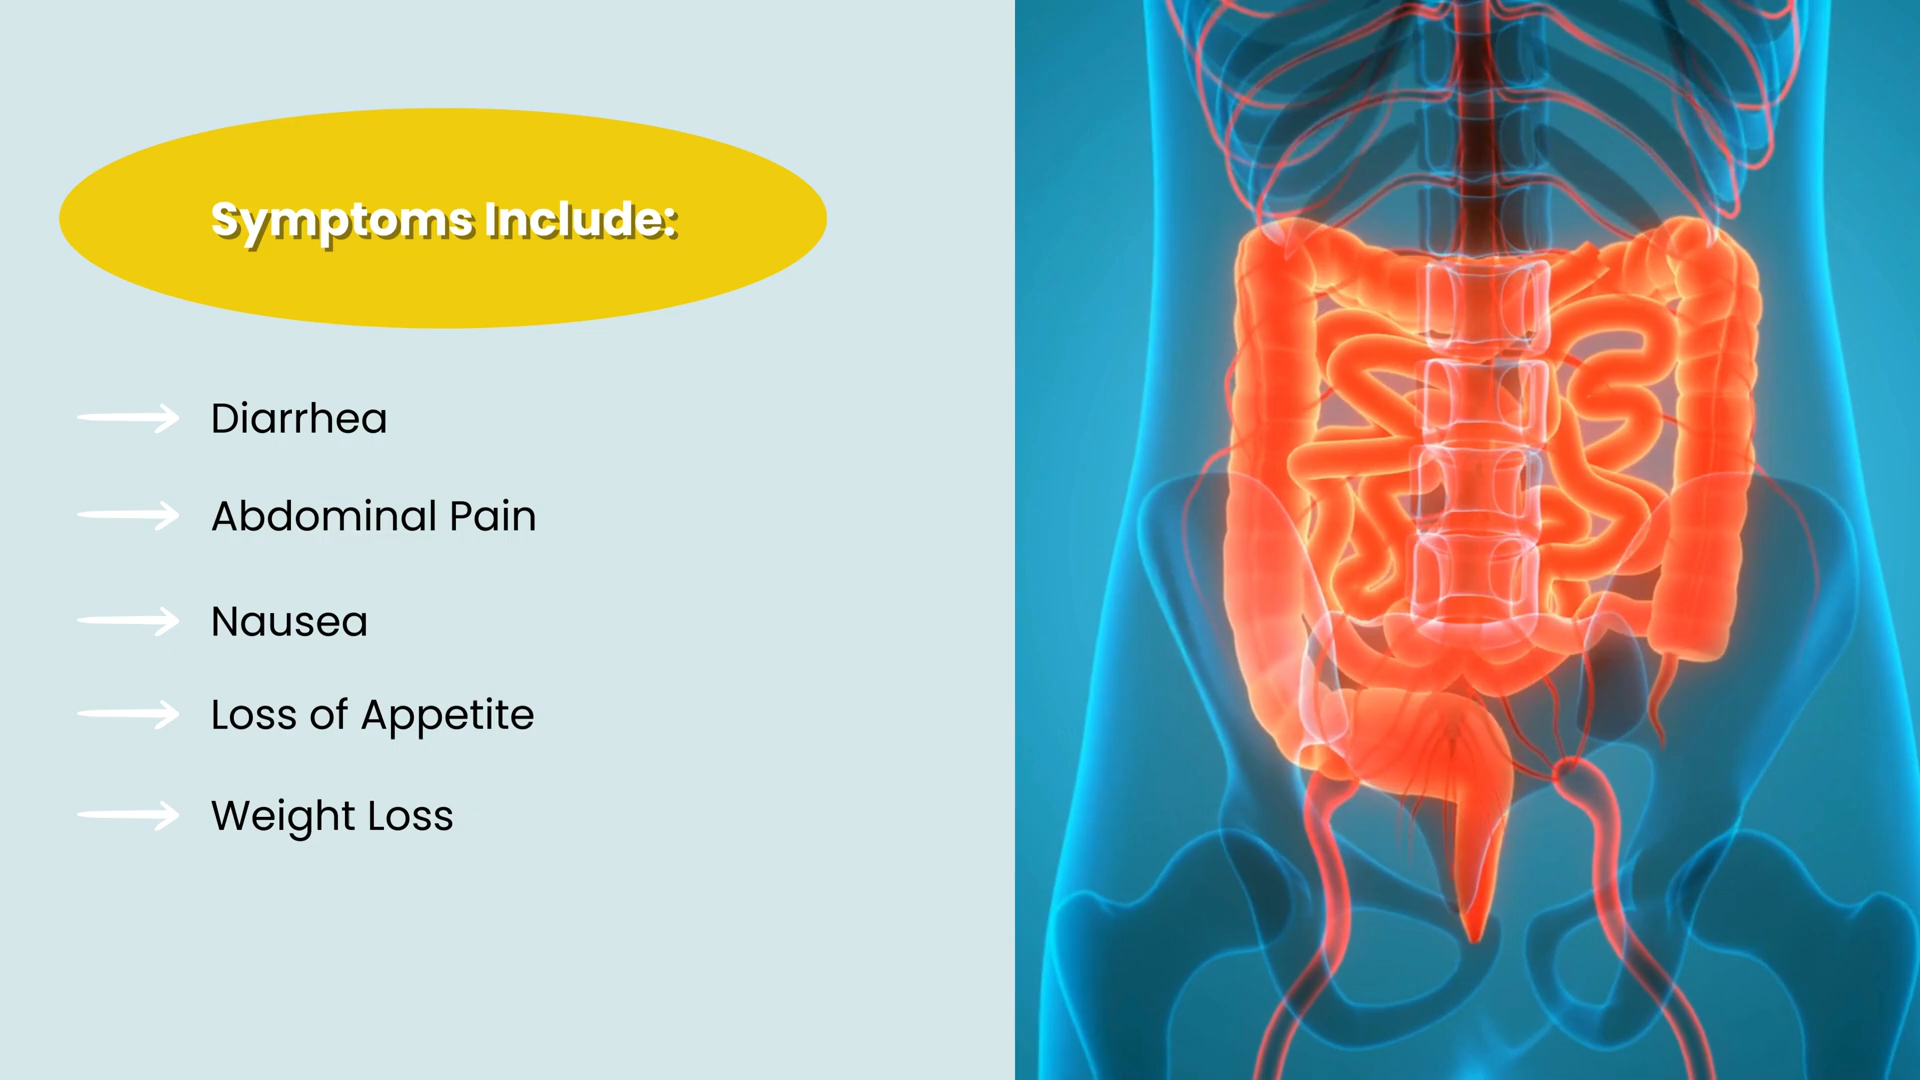 Symptoms Include:
Diarrhea
Abdominal Pain
Nausea
Loss of Appetite
Weight Loss